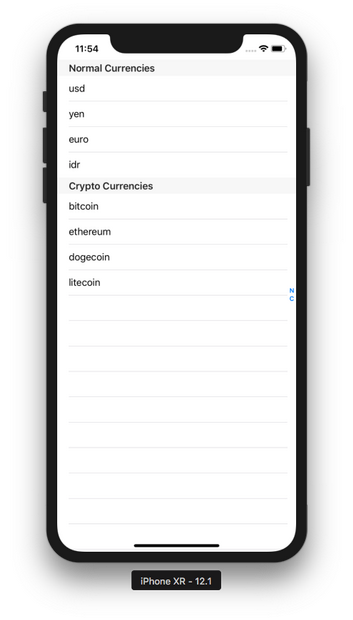 11:54
Normal Currencies
usd
yen
euro
idr
Crypto Currencies
bitcoin
ethereum
dogecoin
litecoin
N
C
iPhone XR - 12.1